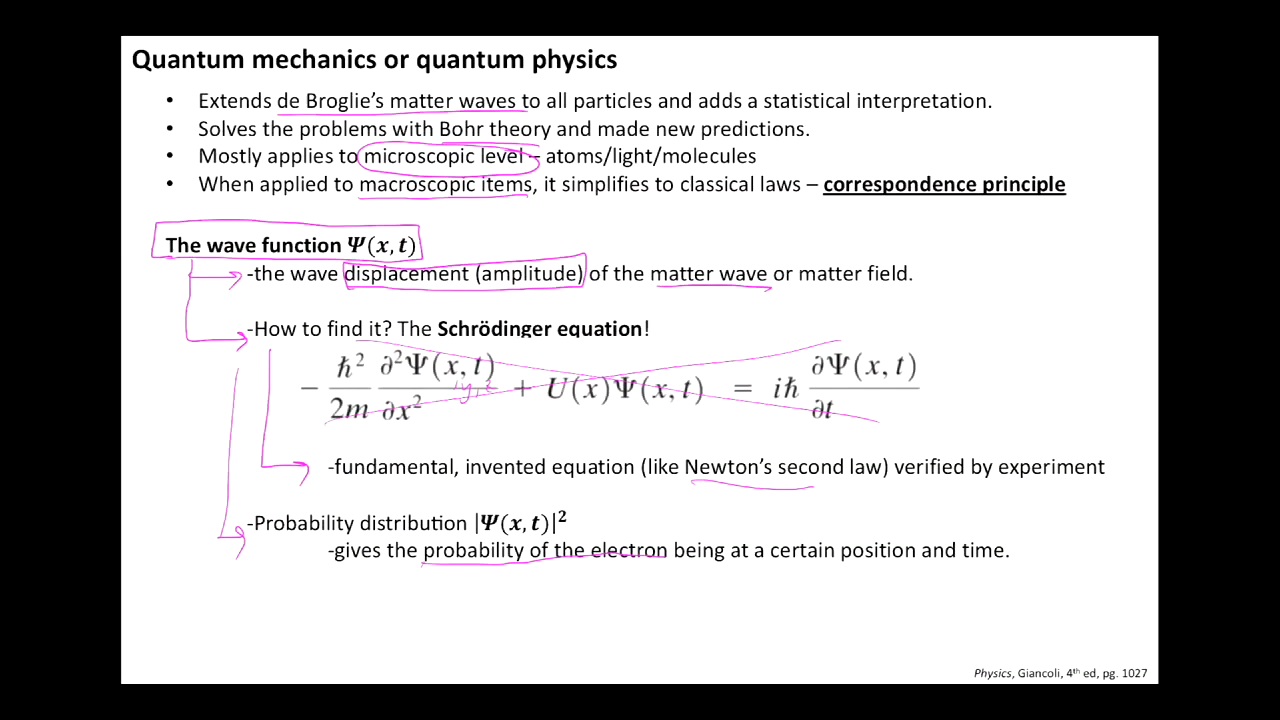 Quantum mechanics or quantum physics
• Extends de Broglie's matter waves to all particles and adds a statistical interpretation.
• Solves the problems with Bohr theory and made new predictions.
• Mostly applies to microscopic level – atoms/light/molecules
• When applied to macroscopic items, it simplifies to classical laws – correspondence principle
The wave function Ψ(x, t)
-the wave displacement (amplitude) of the matter wave or matter field.
-How to find it? The Schrödinger equation!
− ℏ²/2m ∂²Ψ(x, t)/∂x² + U(x)Ψ(x, t) = iℏ ∂Ψ(x, t)/∂t
-fundamental, invented equation (like Newton's second law) verified by experiment
-Probability distribution |Ψ(x, t)|²
-gives the probability of the electron being at a certain position and time.
Physics, Giancoli, 4th ed, pg. 1027